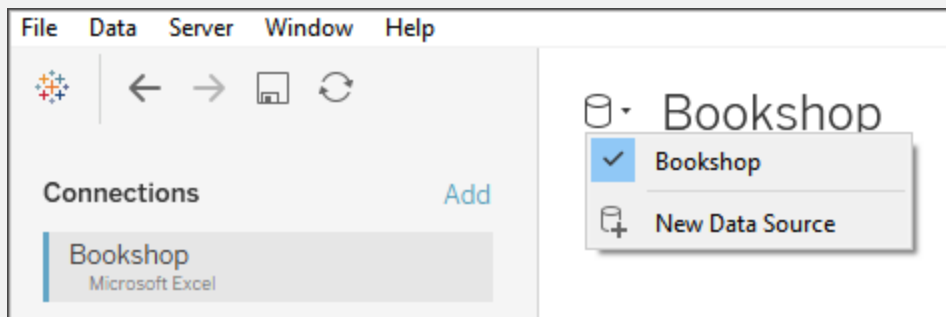 File Data Server Window Help
Bookshop
Bookshop
New Data Source
Connections Add
Bookshop
Microsoft Excel